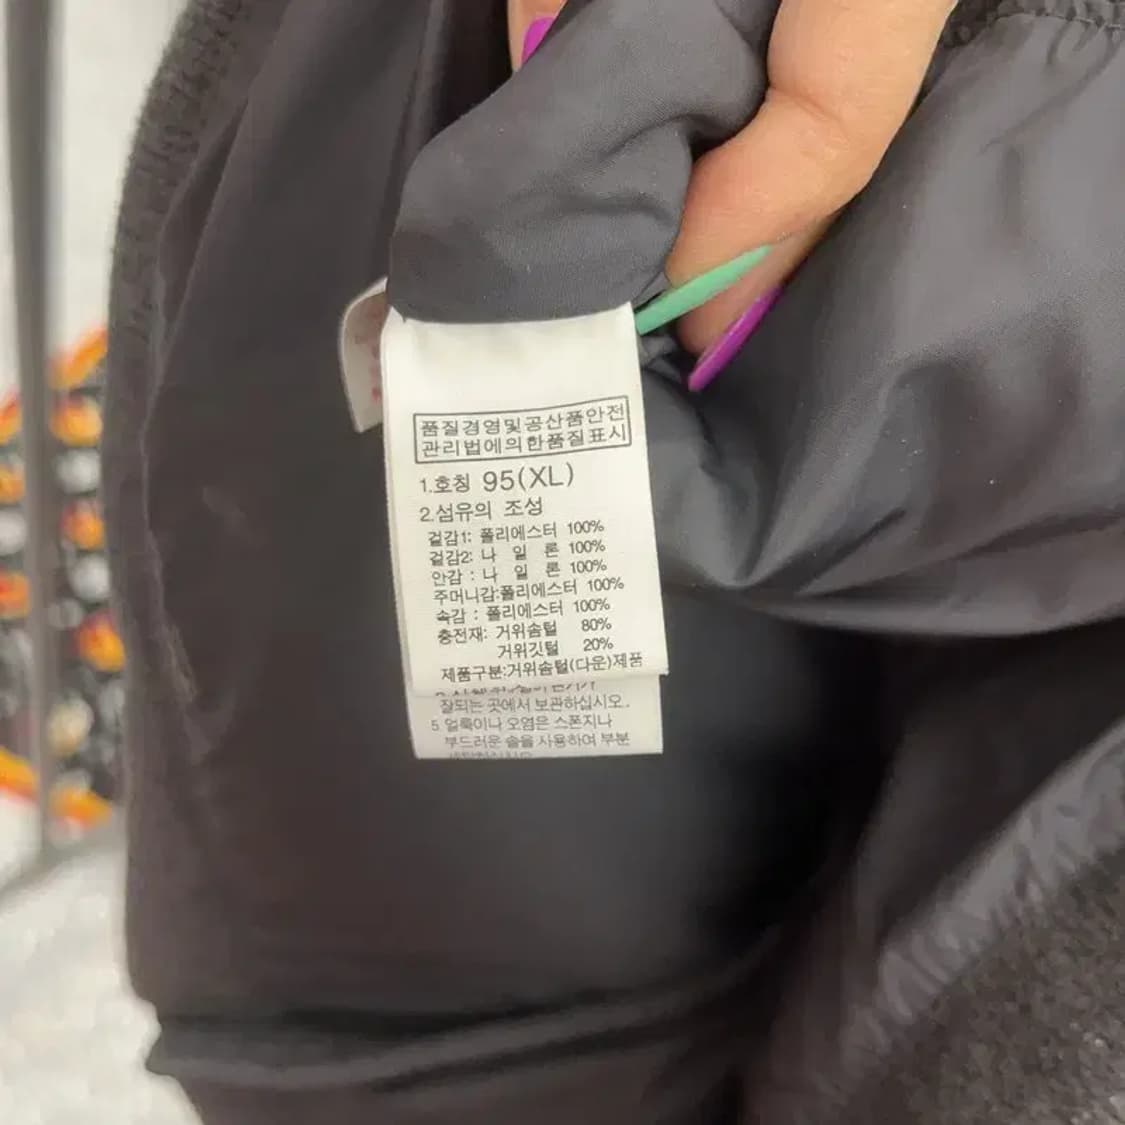 품질경영및공산품안전
관리법에의한품질표시
1.호칭 95(XL)
2.섬유의 조성
겉감1: 폴리에스터 100%
겉감2: 나 일 론 100%
안감 : 나 일 론 100%
주머니감:폴리에스터 100%
속감 : 폴리에스터 100%
충전재: 거위솜털 80%
거위깃털 20%
제품구분:거위솜털(다운)제품
잘되는 곳에서 보관하십시오.
5.얼룩이나 오염은 스폰지나
부드러운 솔을 사용하여 부분